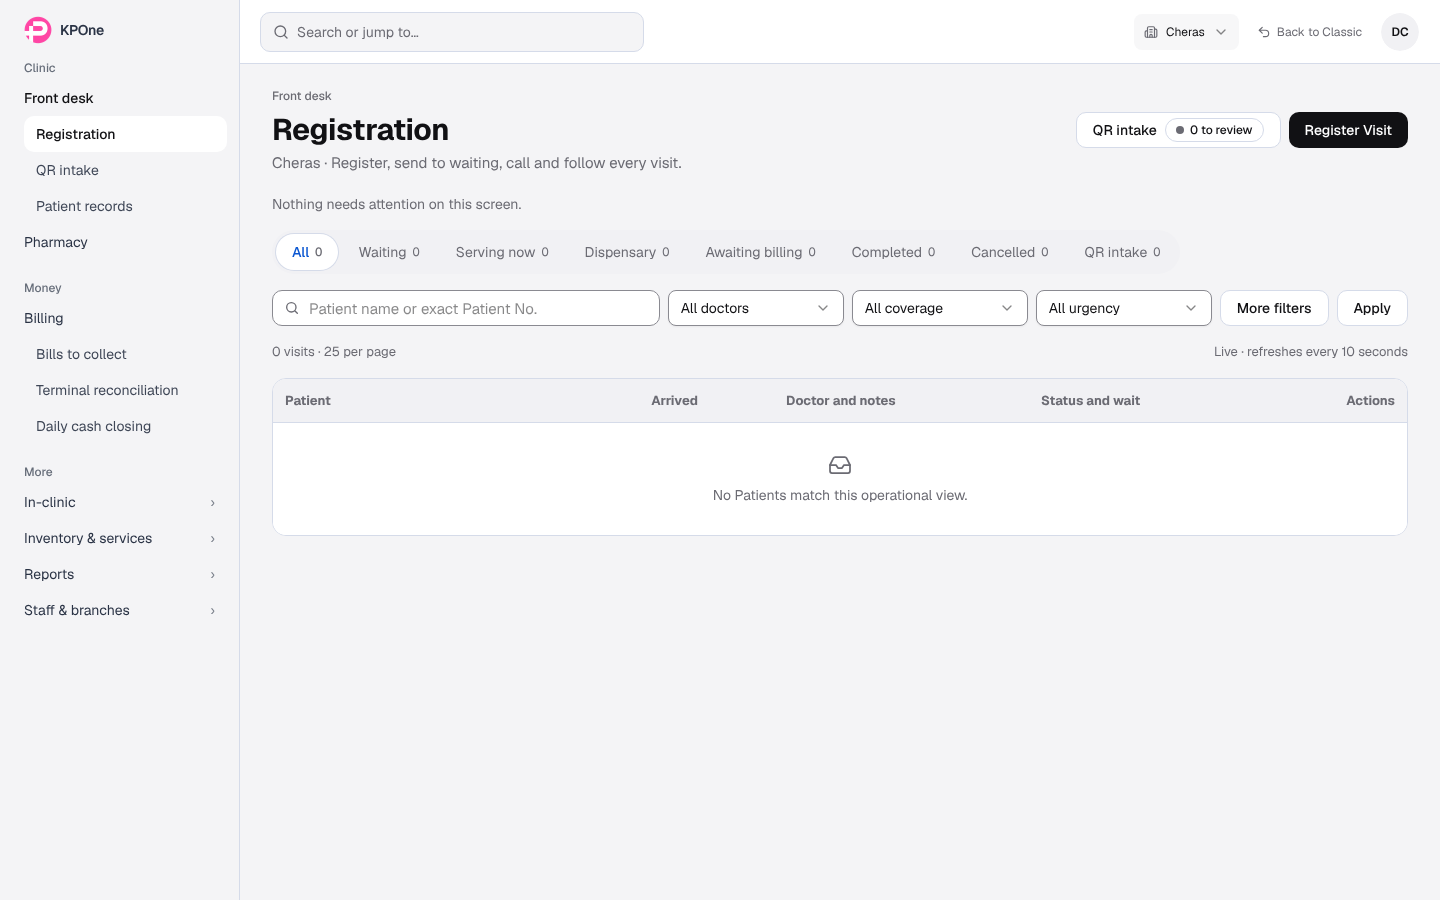 KPOne
Search or jump to...
Cheras
Back to Classic
DC
Clinic
Front desk
Registration
QR intake
Patient records
Pharmacy
Money
Billing
Bills to collect
Terminal reconciliation
Daily cash closing
More
In-clinic
Inventory & services
Reports
Staff & branches
Front desk
Registration
Cheras · Register, send to waiting, call and follow every visit.
QR intake 0 to review
Register Visit
Nothing needs attention on this screen.
All 0 Waiting 0 Serving now 0 Dispensary 0 Awaiting billing 0 Completed 0 Cancelled 0 QR intake 0
Patient name or exact Patient No. All doctors All coverage All urgency More filters Apply
0 visits · 25 per page
Live · refreshes every 10 seconds
Patient Arrived Doctor and notes Status and wait Actions
No Patients match this operational view.